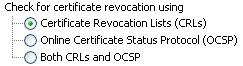 Check for certificate revocation using
Certificate Revocation Lists (CRLs)
Online Certificate Status Protocol (OCSP)
Both CRLs and OCSP